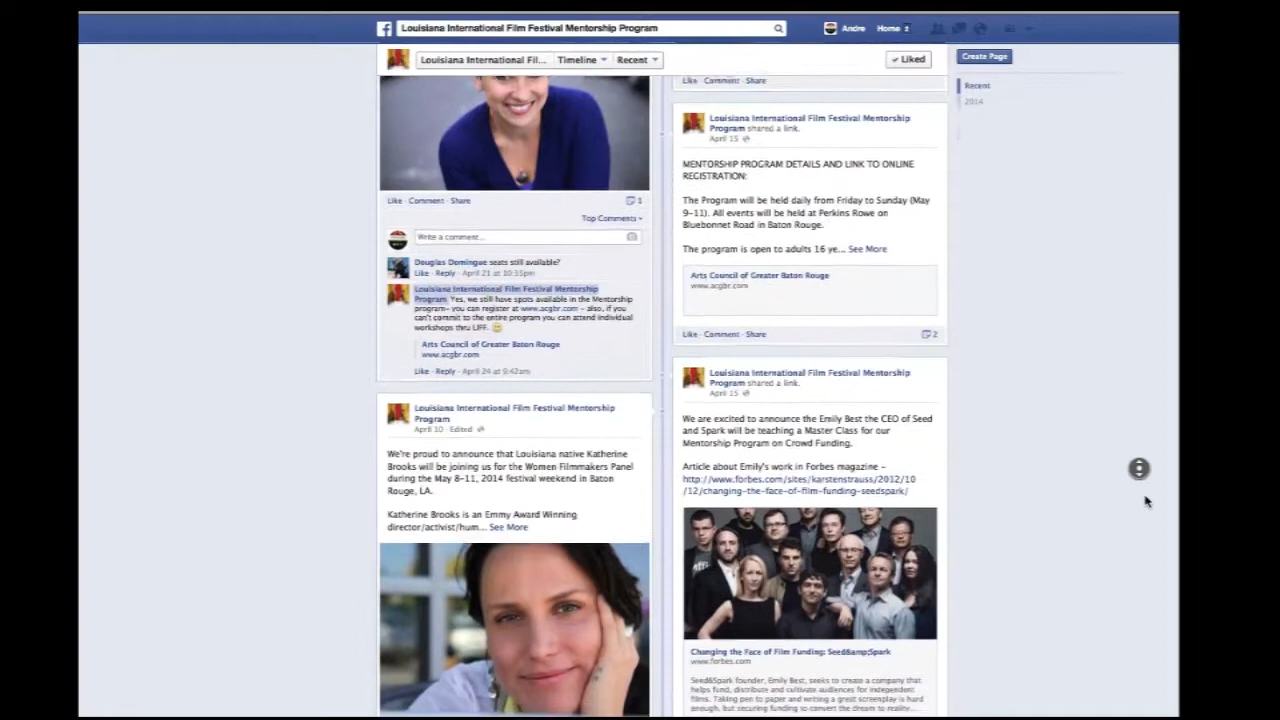 Louisiana International Film Festival Mentorship Program
Andre
Home
Louisiana International Fil...
Timeline
Recent
Liked
Create Page
Recent
2014
Like · Comment · Share
1
Top Comments
Write a comment...
Douglas Domingue seats still available?
Like · Reply · April 21 at 10:35pm
Louisiana International Film Festival Mentorship
Program Yes, we still have spots available in the Mentorship
program- you can register at www.acgbr.com - also, if you
can't commit to the entire program you can attend individual
workshops thru LIFF.
Arts Council of Greater Baton Rouge
www.acgbr.com
Like · Reply · April 24 at 9:42am
Louisiana International Film Festival Mentorship
Program
April 10 · Edited
We're proud to announce that Louisiana native Katherine
Brooks will be joining us for the Women Filmmakers Panel
during the May 8-11, 2014 festival weekend in Baton
Rouge, LA.
Katherine Brooks is an Emmy Award Winning
director/activist/hum... See More
Like · Comment · Share
Louisiana International Film Festival Mentorship
Program shared a link.
April 15
MENTORSHIP PROGRAM DETAILS AND LINK TO ONLINE
REGISTRATION:
The Program will be held daily from Friday to Sunday (May
9-11). All events will be held at Perkins Rowe on
Bluebonnet Road in Baton Rouge.
The program is open to adults 16 ye... See More
Arts Council of Greater Baton Rouge
www.acgbr.com
Like · Comment · Share
2
Louisiana International Film Festival Mentorship
Program shared a link.
April 15
We are excited to announce the Emily Best the CEO of Seed
and Spark will be teaching a Master Class for our
Mentorship Program on Crowd Funding.
Article about Emily's work in Forbes magazine -
http://www.forbes.com/sites/karstenstrauss/2012/10
/12/changing-the-face-of-film-funding-seedspark/
Changing the Face of Film Funding: Seed&amp;Spark
www.forbes.com
Seed&Spark founder, Emily Best, seeks to create a company that
helps fund, distribute and cultivate audiences for independent
films. Taking pen to paper and writing a great screenplay is hard
enough, but securing funding to convert the dream to reality...